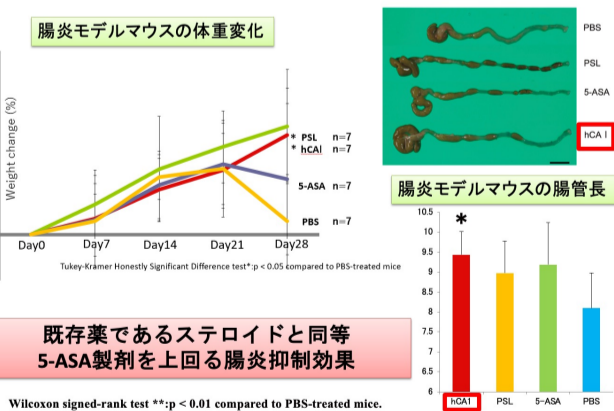 腸炎モデルマウスの体重変化
Weight change (%)
* PSL n=7
* hCAI n=7
5-ASA n=7
PBS n=7
Day0 Day7 Day14 Day21 Day28
Tukey-Kramer Honestly Significant Difference test*:p < 0.05 compared to PBS-treated mice
PBS
PSL
5-ASA
hCA I
腸炎モデルマウスの腸管長
10.5
10
9.5
9
8.5
8
7.5
7
6.5
6
*
hCA1 PSL 5-ASA PBS
既存薬であるステロイドと同等
5-ASA製剤を上回る腸炎抑制効果
Wilcoxon signed-rank test **:p < 0.01 compared to PBS-treated mice.